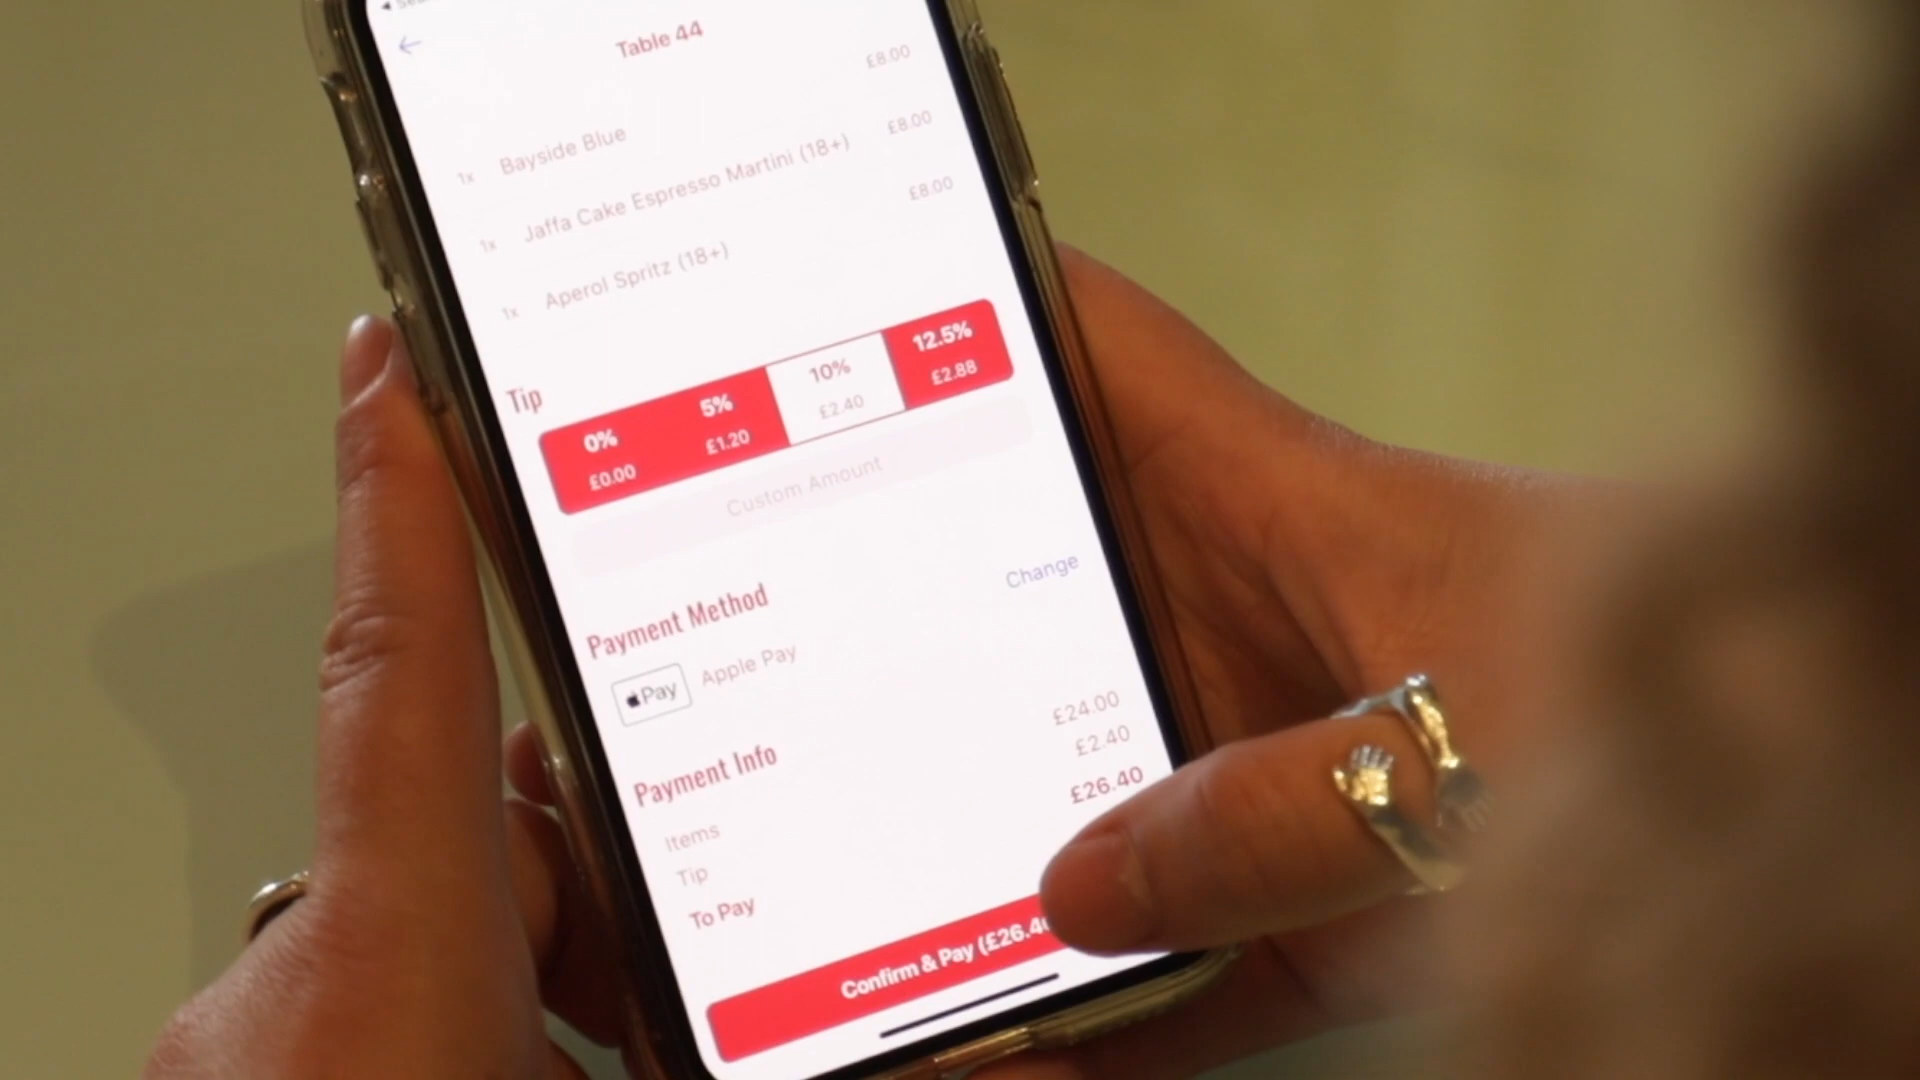 Table 44
£8.00
1x Bayside Blue
£8.00
1x Jaffa Cake Espresso Martini (18+)
£8.00
1x Aperol Spritz (18+)
Tip
0% 5% 10% 12.5%
£0.00 £1.20 £2.40 £2.88
Custom Amount
Payment Method
Change
Pay Apple Pay
Payment Info
Items £24.00
Tip £2.40
To Pay £26.40
Confirm & Pay (£26.4